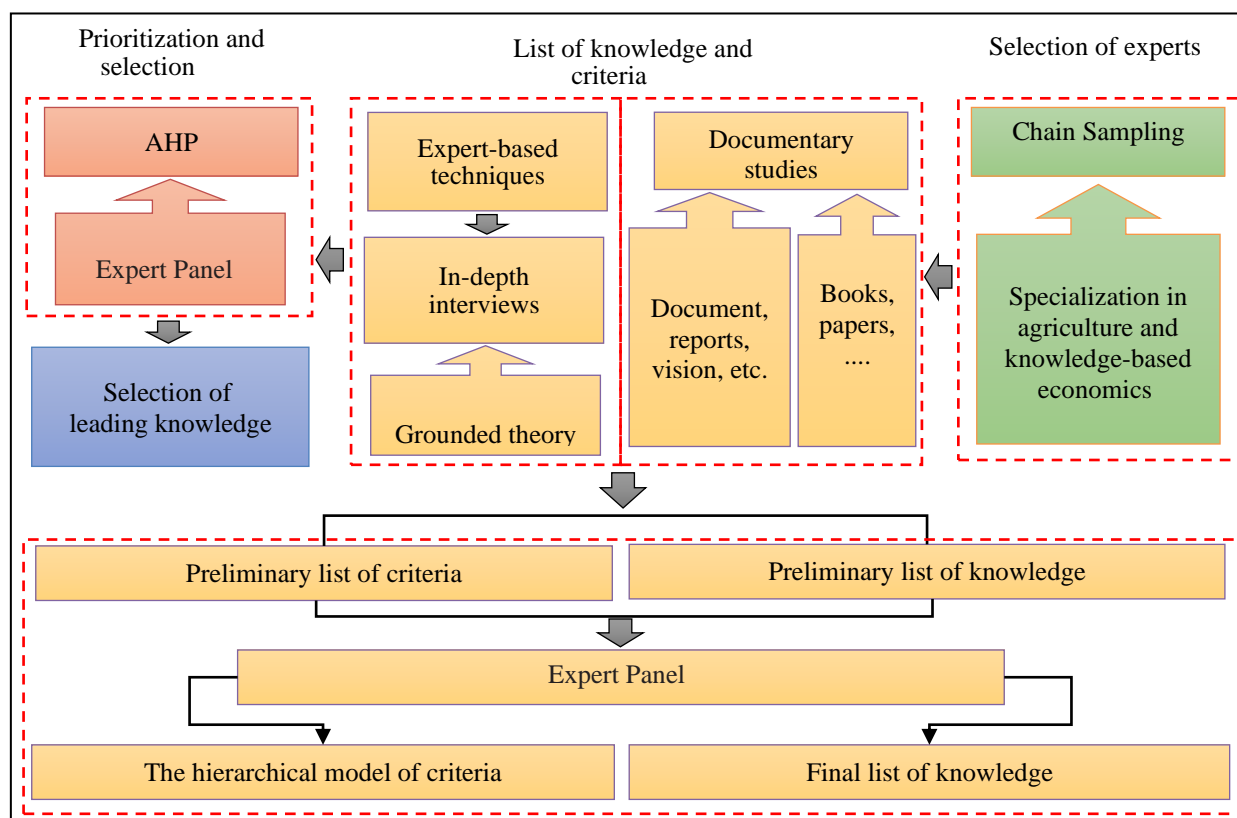 Prioritization and
selection
List of knowledge and
criteria
Selection of experts
AHP
Expert Panel
Selection of
leading knowledge
Expert-based
techniques
In-depth
interviews
Grounded theory
Documentary
studies
Document,
reports,
vision, etc.
Books,
papers,
....
Chain Sampling
Specialization in
agriculture and
knowledge-based
economics
Preliminary list of criteria
Preliminary list of knowledge
Expert Panel
The hierarchical model of criteria
Final list of knowledge